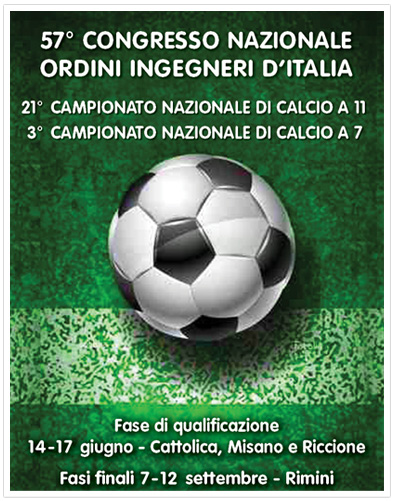 57° CONGRESSO NAZIONALE
ORDINI INGEGNERI D'ITALIA
21° CAMPIONATO NAZIONALE DI CALCIO A 11
3° CAMPIONATO NAZIONALE DI CALCIO A 7
Fase di qualificazione
14-17 giugno - Cattolica, Misano e Riccione
Fasi finali 7-12 settembre - Rimini